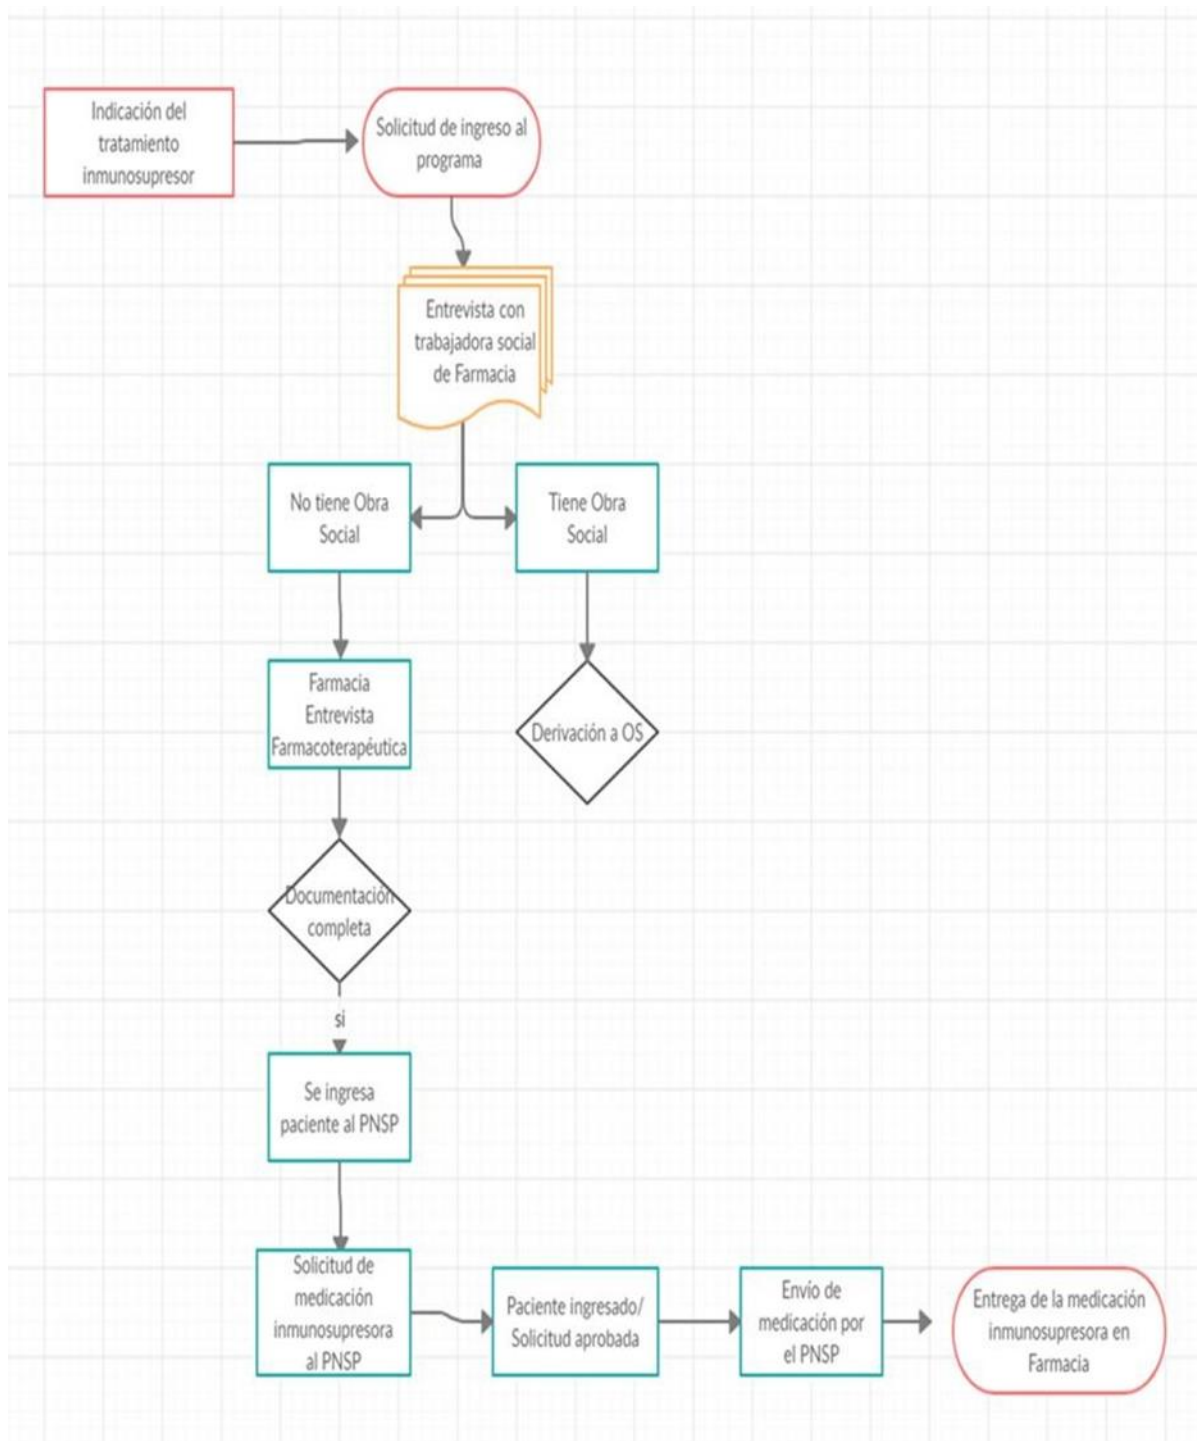 Indicación del
tratamiento
inmunosupresor
Solicitud de ingreso al
programa
Entrevista con
trabajadora social
de Farmacia
No tiene Obra
Social
Tiene Obra
Social
Farmacia
Entrevista
Farmacoterapéutica
Derivación a OS
Documentación
completa
si
Se ingresa
paciente al PNSP
Solicitud de
medicación
inmunosupresora
al PNSP
Paciente ingresado/
Solicitud aprobada
Envío de
medicación por
el PNSP
Entrega de la medicación
inmunosupresora en
Farmacia